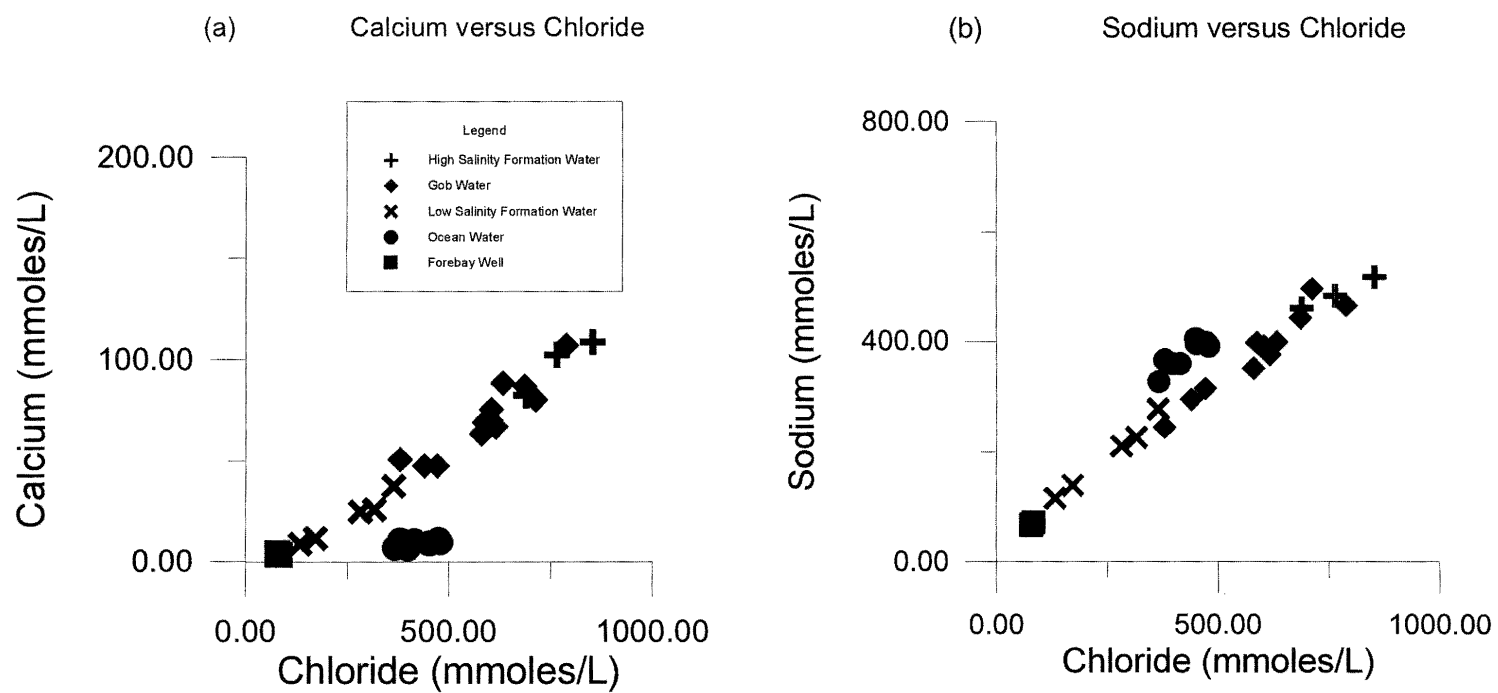 (a) Calcium versus Chloride
Calcium (mmoles/L)
200.00
100.00
0.00
Legend
High Salinity Formation Water
Gob Water
Low Salinity Formation Water
Ocean Water
Forebay Well
0.00 500.00 1000.00
Chloride (mmoles/L)
(b) Sodium versus Chloride
Sodium (mmoles/L)
800.00
400.00
0.00
0.00 500.00 1000.00
Chloride (mmoles/L)